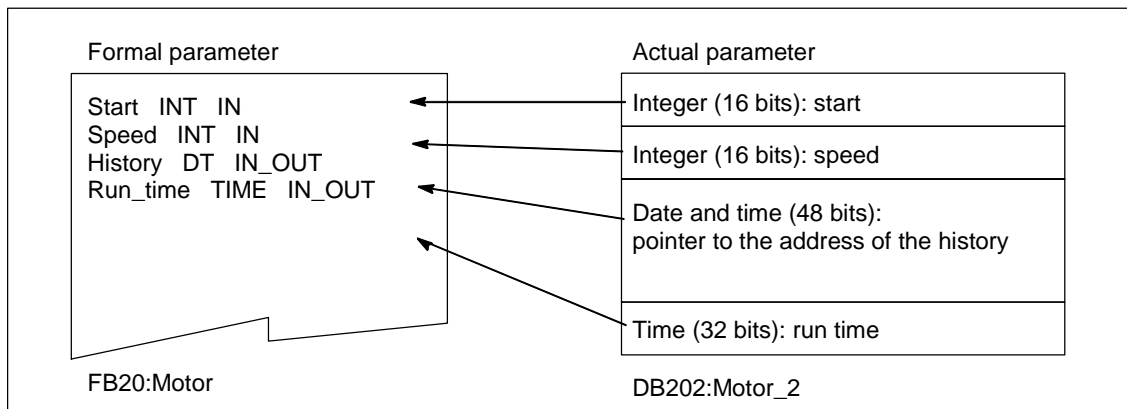 Formal parameter
Start INT IN
Speed INT IN
History DT IN_OUT
Run_time TIME IN_OUT
FB20:Motor
Actual parameter
Integer (16 bits): start
Integer (16 bits): speed
Date and time (48 bits):
pointer to the address of the history
Time (32 bits): run time
DB202:Motor_2